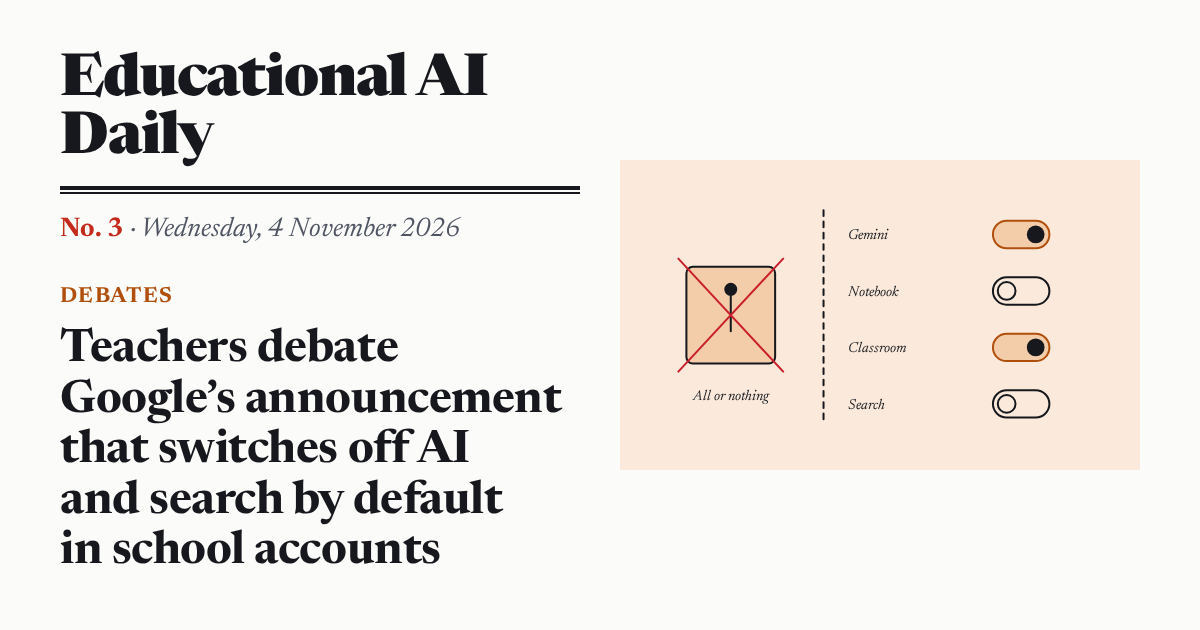 Educational AI
Daily
No. 3 · Wednesday, 4 November 2026
DEBATES
Teachers debate
Google’s announcement
that switches off AI
and search by default
in school accounts
All or nothing
Gemini
Notebook
Classroom
Search